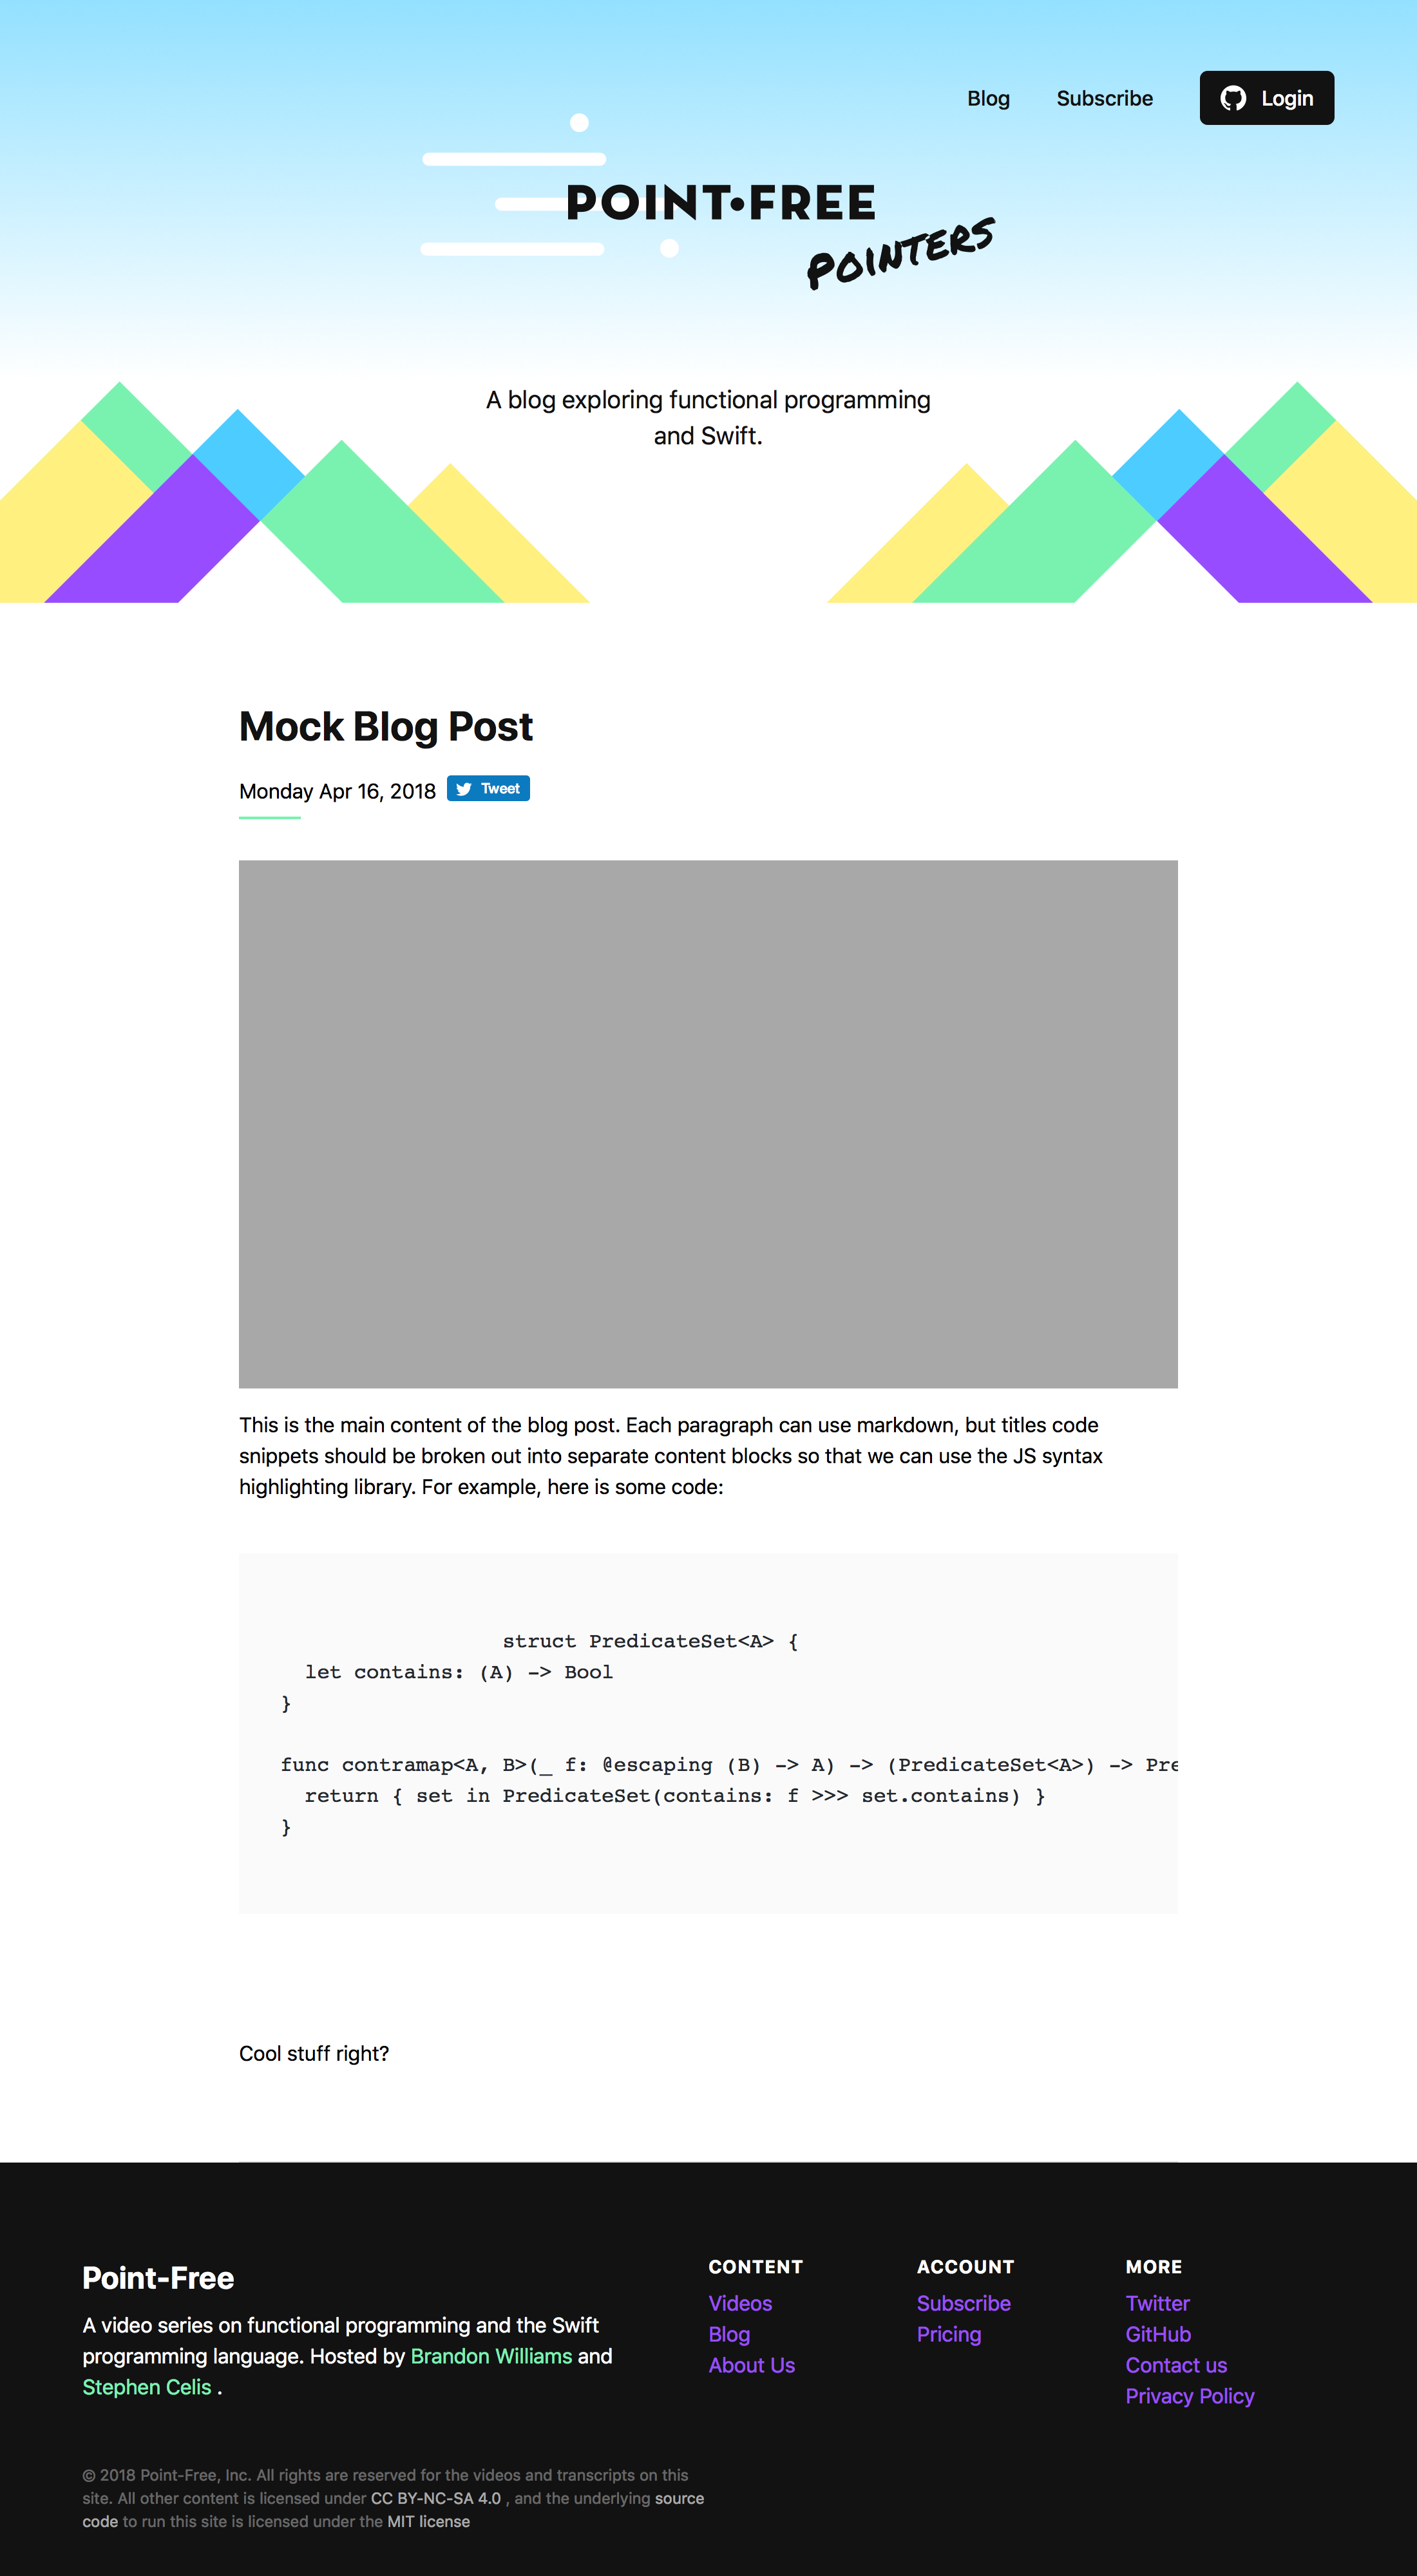 Blog Subscribe Login
POINT•FREE
POINTERS
A blog exploring functional programming
and Swift.
Mock Blog Post
Monday Apr 16, 2018 Tweet
This is the main content of the blog post. Each paragraph can use markdown, but titles code
snippets should be broken out into separate content blocks so that we can use the JS syntax
highlighting library. For example, here is some code:
struct PredicateSet<A> {
let contains: (A) -> Bool
}
func contramap<A, B>(_ f: @escaping (B) -> A) -> (PredicateSet<A>) -> Pre
return { set in PredicateSet(contains: f >>> set.contains) }
}
Cool stuff right?
Point-Free
A video series on functional programming and the Swift
programming language. Hosted by Brandon Williams and
Stephen Celis .
CONTENT
Videos
Blog
About Us
ACCOUNT
Subscribe
Pricing
MORE
Twitter
GitHub
Contact us
Privacy Policy
© 2018 Point-Free, Inc. All rights are reserved for the videos and transcripts on this
site. All other content is licensed under CC BY-NC-SA 4.0 , and the underlying source
code to run this site is licensed under the MIT license